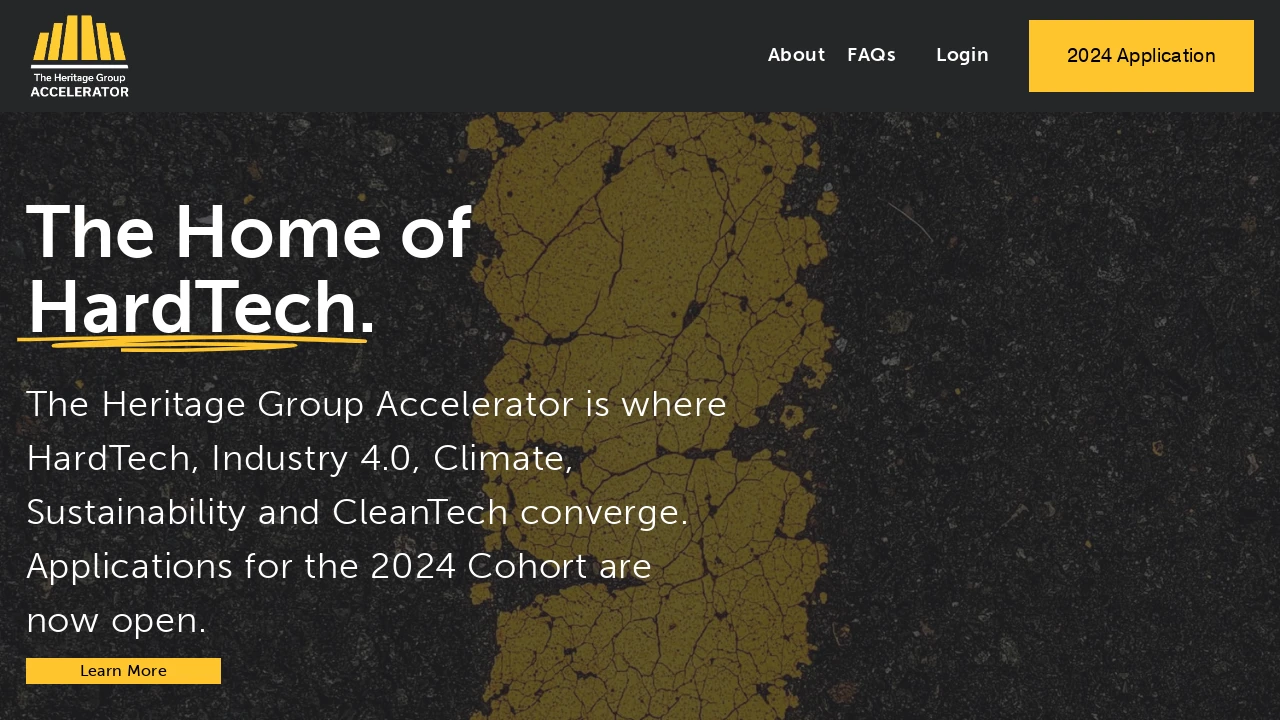 The Heritage Group
ACCELERATOR
About
FAQs
Login
2024 Application
The Home of
HardTech.
The Heritage Group Accelerator is where
HardTech, Industry 4.0, Climate,
Sustainability and CleanTech converge.
Applications for the 2024 Cohort are
now open.
Learn More